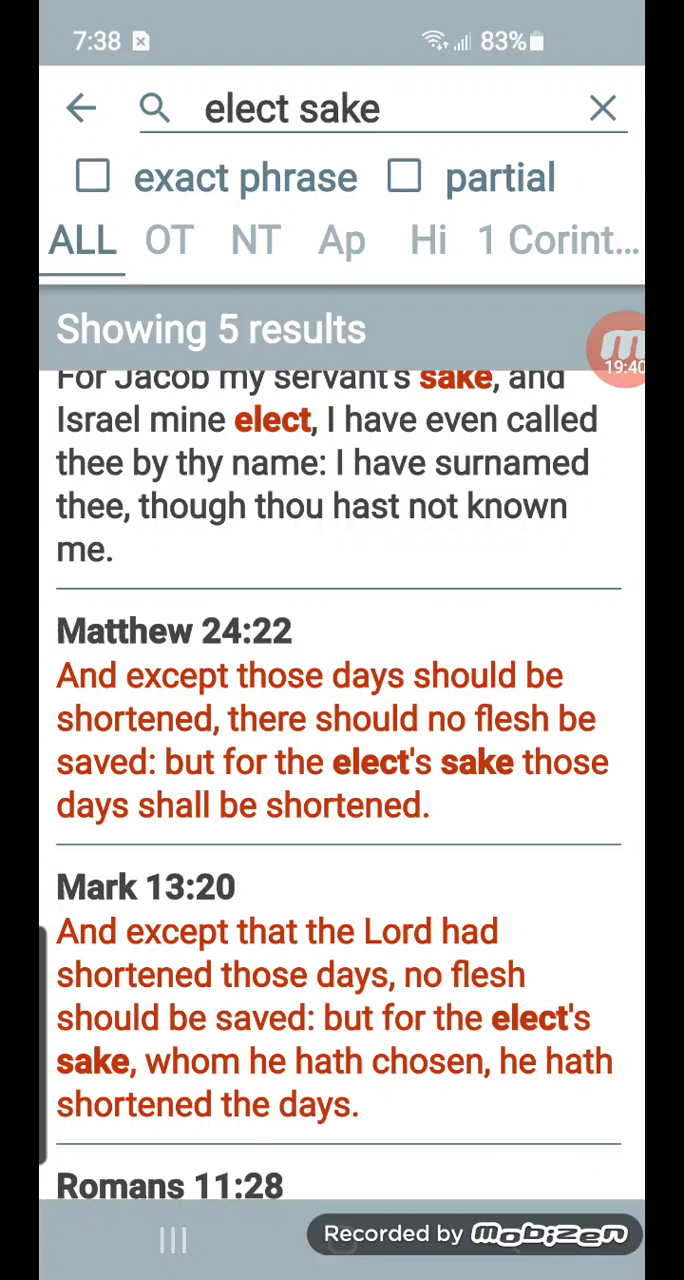 7:38 83%
elect sake
exact phrase partial
ALL OT NT Ap Hi 1 Corint...
Showing 5 results
19:40
For Jacob my servant's sake, and
Israel mine elect, I have even called
thee by thy name: I have surnamed
thee, though thou hast not known
me.
Matthew 24:22
And except those days should be
shortened, there should no flesh be
saved: but for the elect's sake those
days shall be shortened.
Mark 13:20
And except that the Lord had
shortened those days, no flesh
should be saved: but for the elect's
sake, whom he hath chosen, he hath
shortened the days.
Romans 11:28
Recorded by mobizen